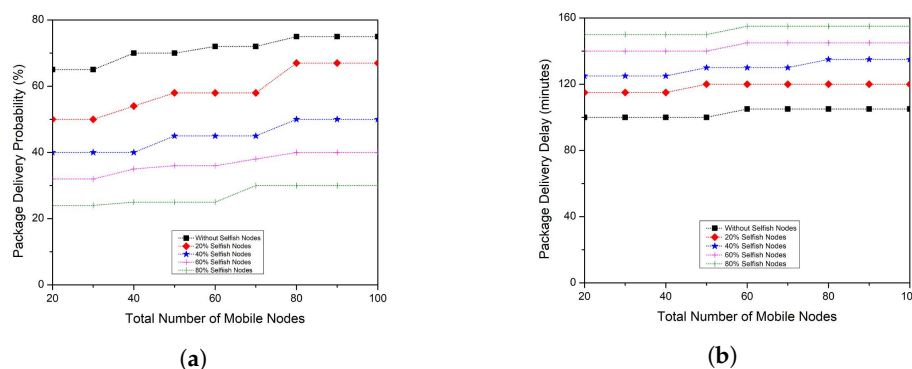 80
60
40
20
0
Package Delivery Probability (%)
Without Selfish Nodes
20% Selfish Nodes
40% Selfish Nodes
60% Selfish Nodes
80% Selfish Nodes
20 40 60 80 100
Total Number of Mobile Nodes
(a)
160
120
80
40
0
Package Delivery Delay (minutes)
Without Selfish Nodes
20% Selfish Nodes
40% Selfish Nodes
60% Selfish Nodes
80% Selfish Nodes
20 40 60 80 100
Total Number of Mobile Nodes
(b)